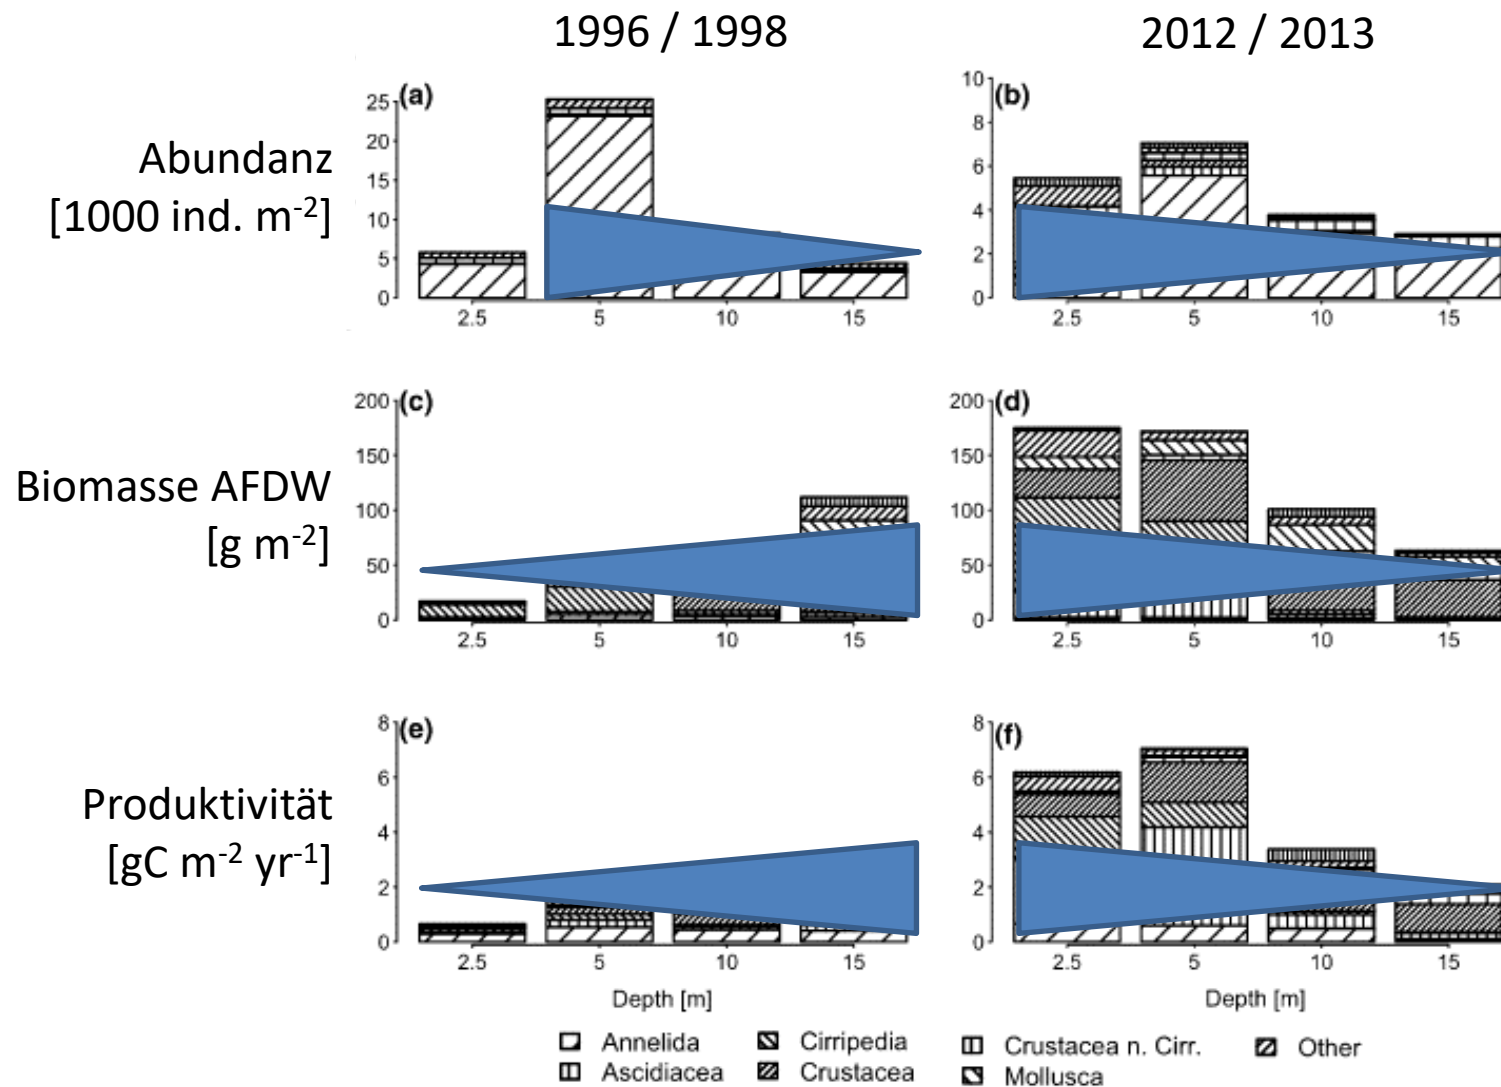 1996 / 1998
2012 / 2013
Abundanz
[1000 ind. m-2]
(a)
25
20
15
10
5
0
2.5 5 10 15
(b)
10
8
6
4
2
0
2.5 5 10 15
Biomasse AFDW
[g m-2]
(c)
200
150
100
50
0
2.5 5 10 15
(d)
200
150
100
50
0
2.5 5 10 15
Produktivität
[gC m-2 yr-1]
(e)
8
6
4
2
0
2.5 5 10 15
Depth [m]
(f)
8
6
4
2
0
2.5 5 10 15
Depth [m]
Annelida Cirripedia Crustacea n. Cirr. Other
Ascidiacea Crustacea Mollusca